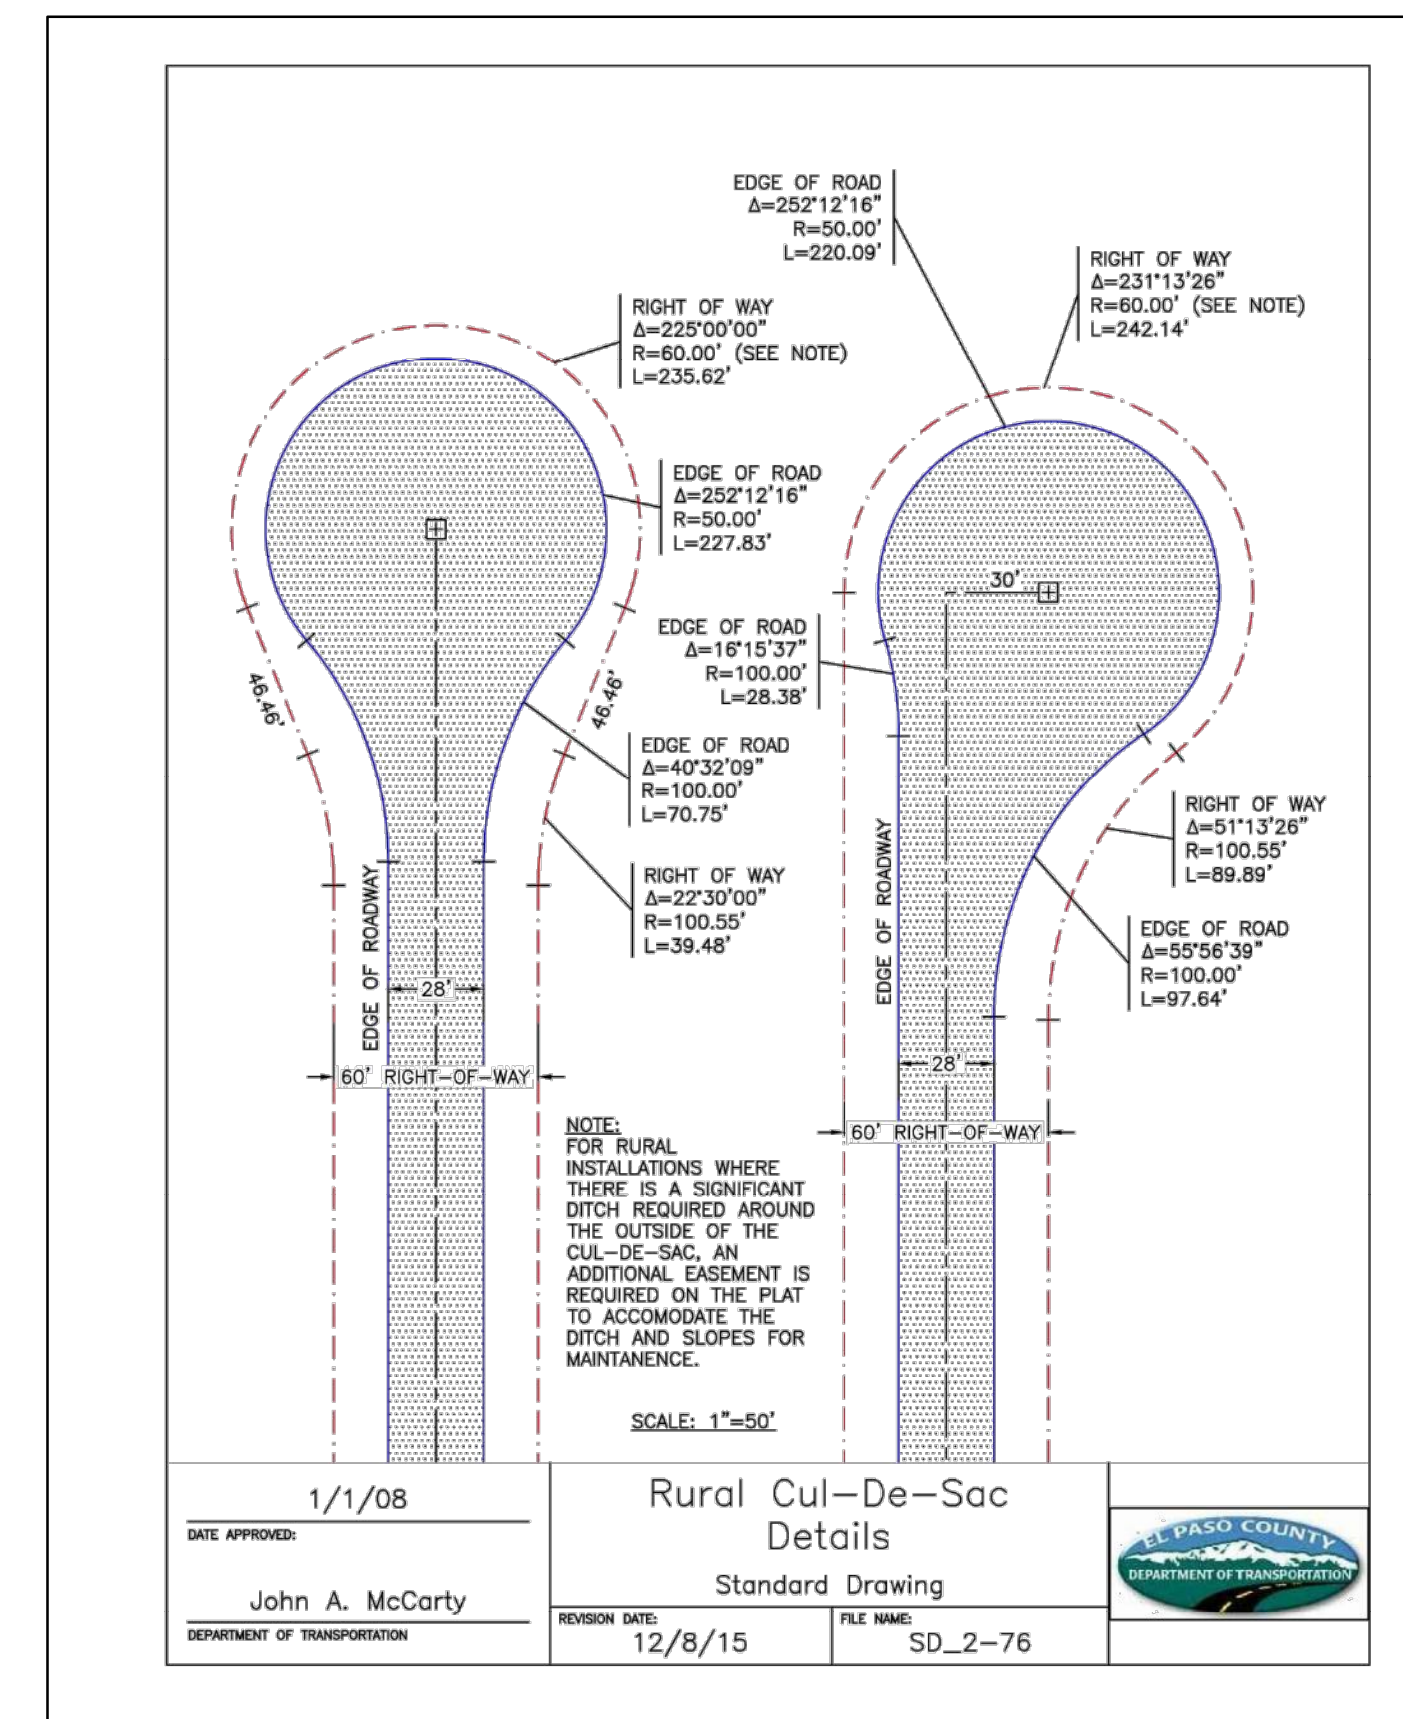 EDGE OF ROAD
Δ=252°12'16"
R=50.00'
L=220.09'
RIGHT OF WAY
Δ=231°13'26"
R=60.00' (SEE NOTE)
L=242.14'
RIGHT OF WAY
Δ=225°00'00"
R=60.00' (SEE NOTE)
L=235.62'
EDGE OF ROAD
Δ=252°12'16"
R=50.00'
L=227.83'
30'
EDGE OF ROAD
Δ=16°15'37"
R=100.00'
L=28.38'
46.46'
46.46'
EDGE OF ROAD
Δ=40°32'09"
R=100.00'
L=70.75'
RIGHT OF WAY
Δ=51°13'26"
R=100.55'
L=89.89'
RIGHT OF WAY
Δ=22°30'00"
R=100.55'
L=39.48'
EDGE OF ROAD
Δ=55°56'39"
R=100.00'
L=97.64'
EDGE OF ROADWAY
EDGE OF ROADWAY
28'
28'
60' RIGHT-OF-WAY
60' RIGHT-OF-WAY
NOTE:
FOR RURAL
INSTALLATIONS WHERE
THERE IS A SIGNIFICANT
DITCH REQUIRED AROUND
THE OUTSIDE OF THE
CUL-DE-SAC, AN
ADDITIONAL EASEMENT IS
REQUIRED ON THE PLAT
TO ACCOMODATE THE
DITCH AND SLOPES FOR
MAINTANENCE.
SCALE: 1"=50'
1/1/08
DATE APPROVED:
John A. McCarty
DEPARTMENT OF TRANSPORTATION
Rural Cul-De-Sac
Details
Standard Drawing
REVISION DATE:
12/8/15
FILE NAME:
SD_2-76
EL PASO COUNTY
DEPARTMENT OF TRANSPORTATION